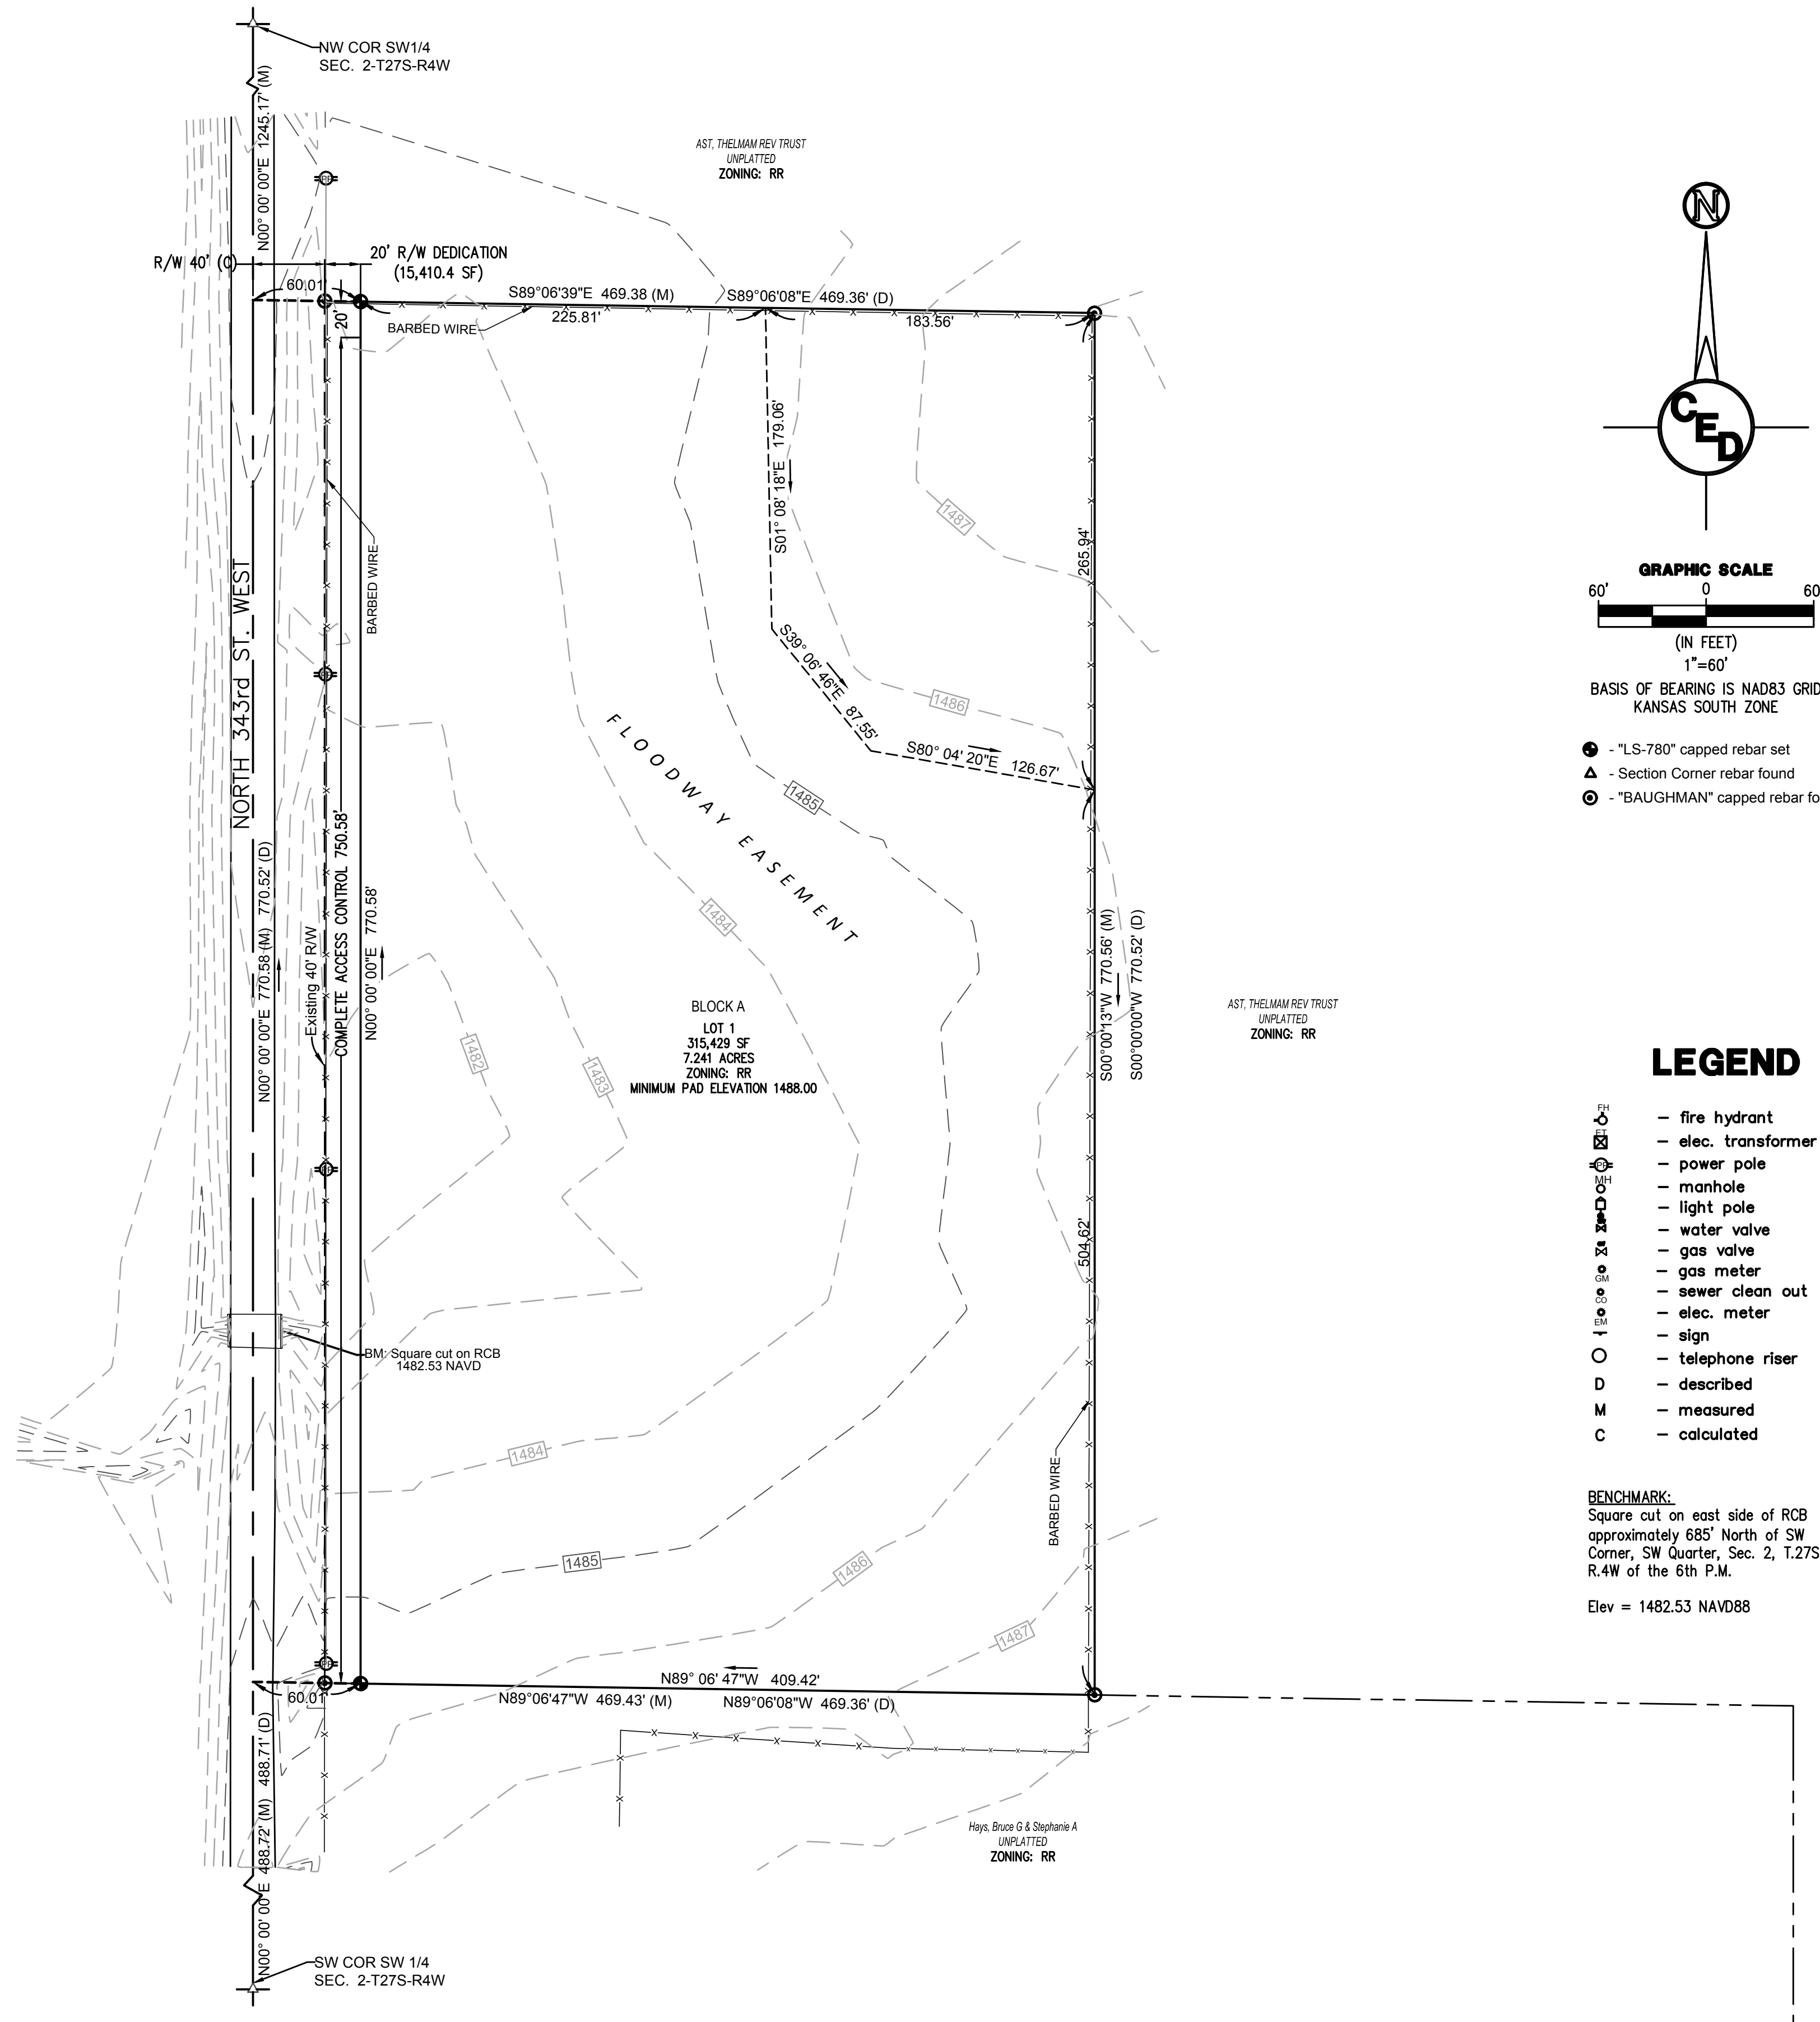 NW COR SW1/4
SEC. 2-T27S-R4W
N00° 00' 00"E 1245.17' (M)
AST, THELMAM REV TRUST
UNPLATTED
ZONING: RR
R/W 40' (C)
20' R/W DEDICATION
(15,410.4 SF)
60.01'
S89°06'39"E 469.38 (M)
S89°06'08"E 469.36' (D)
BARBED WIRE
225.81'
183.56'
20'
S01° 08' 18"E 179.06'
S39° 06' 46"E 87.55'
S80° 04' 20"E 126.67'
265.94'
1487
1486
1485
1484
NORTH 343rd ST. WEST
BARBED WIRE
FLOODWAY EASEMENT
N00° 00' 00"E 770.58 (M) 770.52' (D)
Existing 40' R/W
COMPLETE ACCESS CONTROL 750.58'
N00° 00' 00"E 770.58'
1482
1483
BLOCK A
LOT 1
315,429 SF
7.241 ACRES
ZONING: RR
MINIMUM PAD ELEVATION 1488.00
S00°00'13"W 770.56' (M)
S00°00'00"W 770.52' (D)
AST, THELMAM REV TRUST
UNPLATTED
ZONING: RR
504.62'
BM: Square cut on RCB
1482.53 NAVD
1484
1485
1486
1487
BARBED WIRE
PP
PP
PP
PP
60.01'
N89° 06' 47"W 409.42'
N89°06'47"W 469.43' (M)
N89°06'08"W 469.36' (D)
N00° 00' 00"E 488.72' (M) 488.71' (D)
Hays, Bruce G & Stephanie A
UNPLATTED
ZONING: RR
SW COR SW 1/4
SEC. 2-T27S-R4W
N
CED
GRAPHIC SCALE
60' 0 60
(IN FEET)
1"=60'
BASIS OF BEARING IS NAD83 GRID
KANSAS SOUTH ZONE
- "LS-780" capped rebar set
- Section Corner rebar found
- "BAUGHMAN" capped rebar fo
LEGEND
FH – fire hydrant
ET – elec. transformer
PP – power pole
MH – manhole
– light pole
– water valve
– gas valve
GM – gas meter
CO – sewer clean out
EM – elec. meter
– sign
– telephone riser
D – described
M – measured
C – calculated
BENCHMARK:
Square cut on east side of RCB
approximately 685' North of SW
Corner, SW Quarter, Sec. 2, T.27S
R.4W of the 6th P.M.
Elev = 1482.53 NAVD88